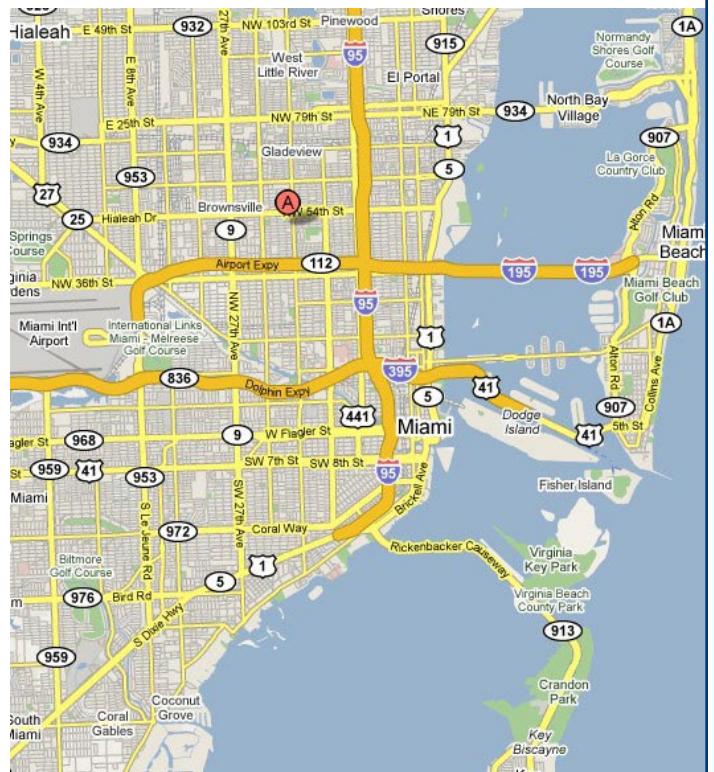 932
E 49th St
NW 103rd St
Pinewood
Shores
Hialeah
27th Ave
915
1A
Normandy
Shores Golf
Course
W 4th Ave
E 8th Ave
West
Little River
95
El Portal
E 25th St
NW 79th St
NE 79th St
934
North Bay
Village
934
Gladeview
1
907
953
5
La Gorce
Country Club
27
Brownsville
A
W 54th St
25
Hialeah Dr
9
Alton Rd
Springs
Course
Miami
Beach
Airport Expy
112
195
195
NW 36th St
Miami Beach
Golf Club
Miami Int'l
Airport
International Links
Miami - Melreese
Golf Course
NW 27th Ave
95
1
1A
836
Dolphin Expy
395
5
41
Alton Rd
Collins Ave
907
441
Miami
Dodge
Island
5th St
968
9
W Flagler St
41
agler St
959
41
953
SW 7th St
SW 8th St
95
Fisher Island
Miami
S Le Jeune Rd
SW 27th Ave
Brickell Ave
972
Coral Way
Rickenbacker Causeway
Virginia
Key Park
Biltmore
Golf Course
1
5
Virginia Beach
County Park
976
Bird Rd
S Dixie Hwy
913
959
Crandon
Park
Coconut
Grove
South
Miami
Coral
Gables
Key
Biscayne